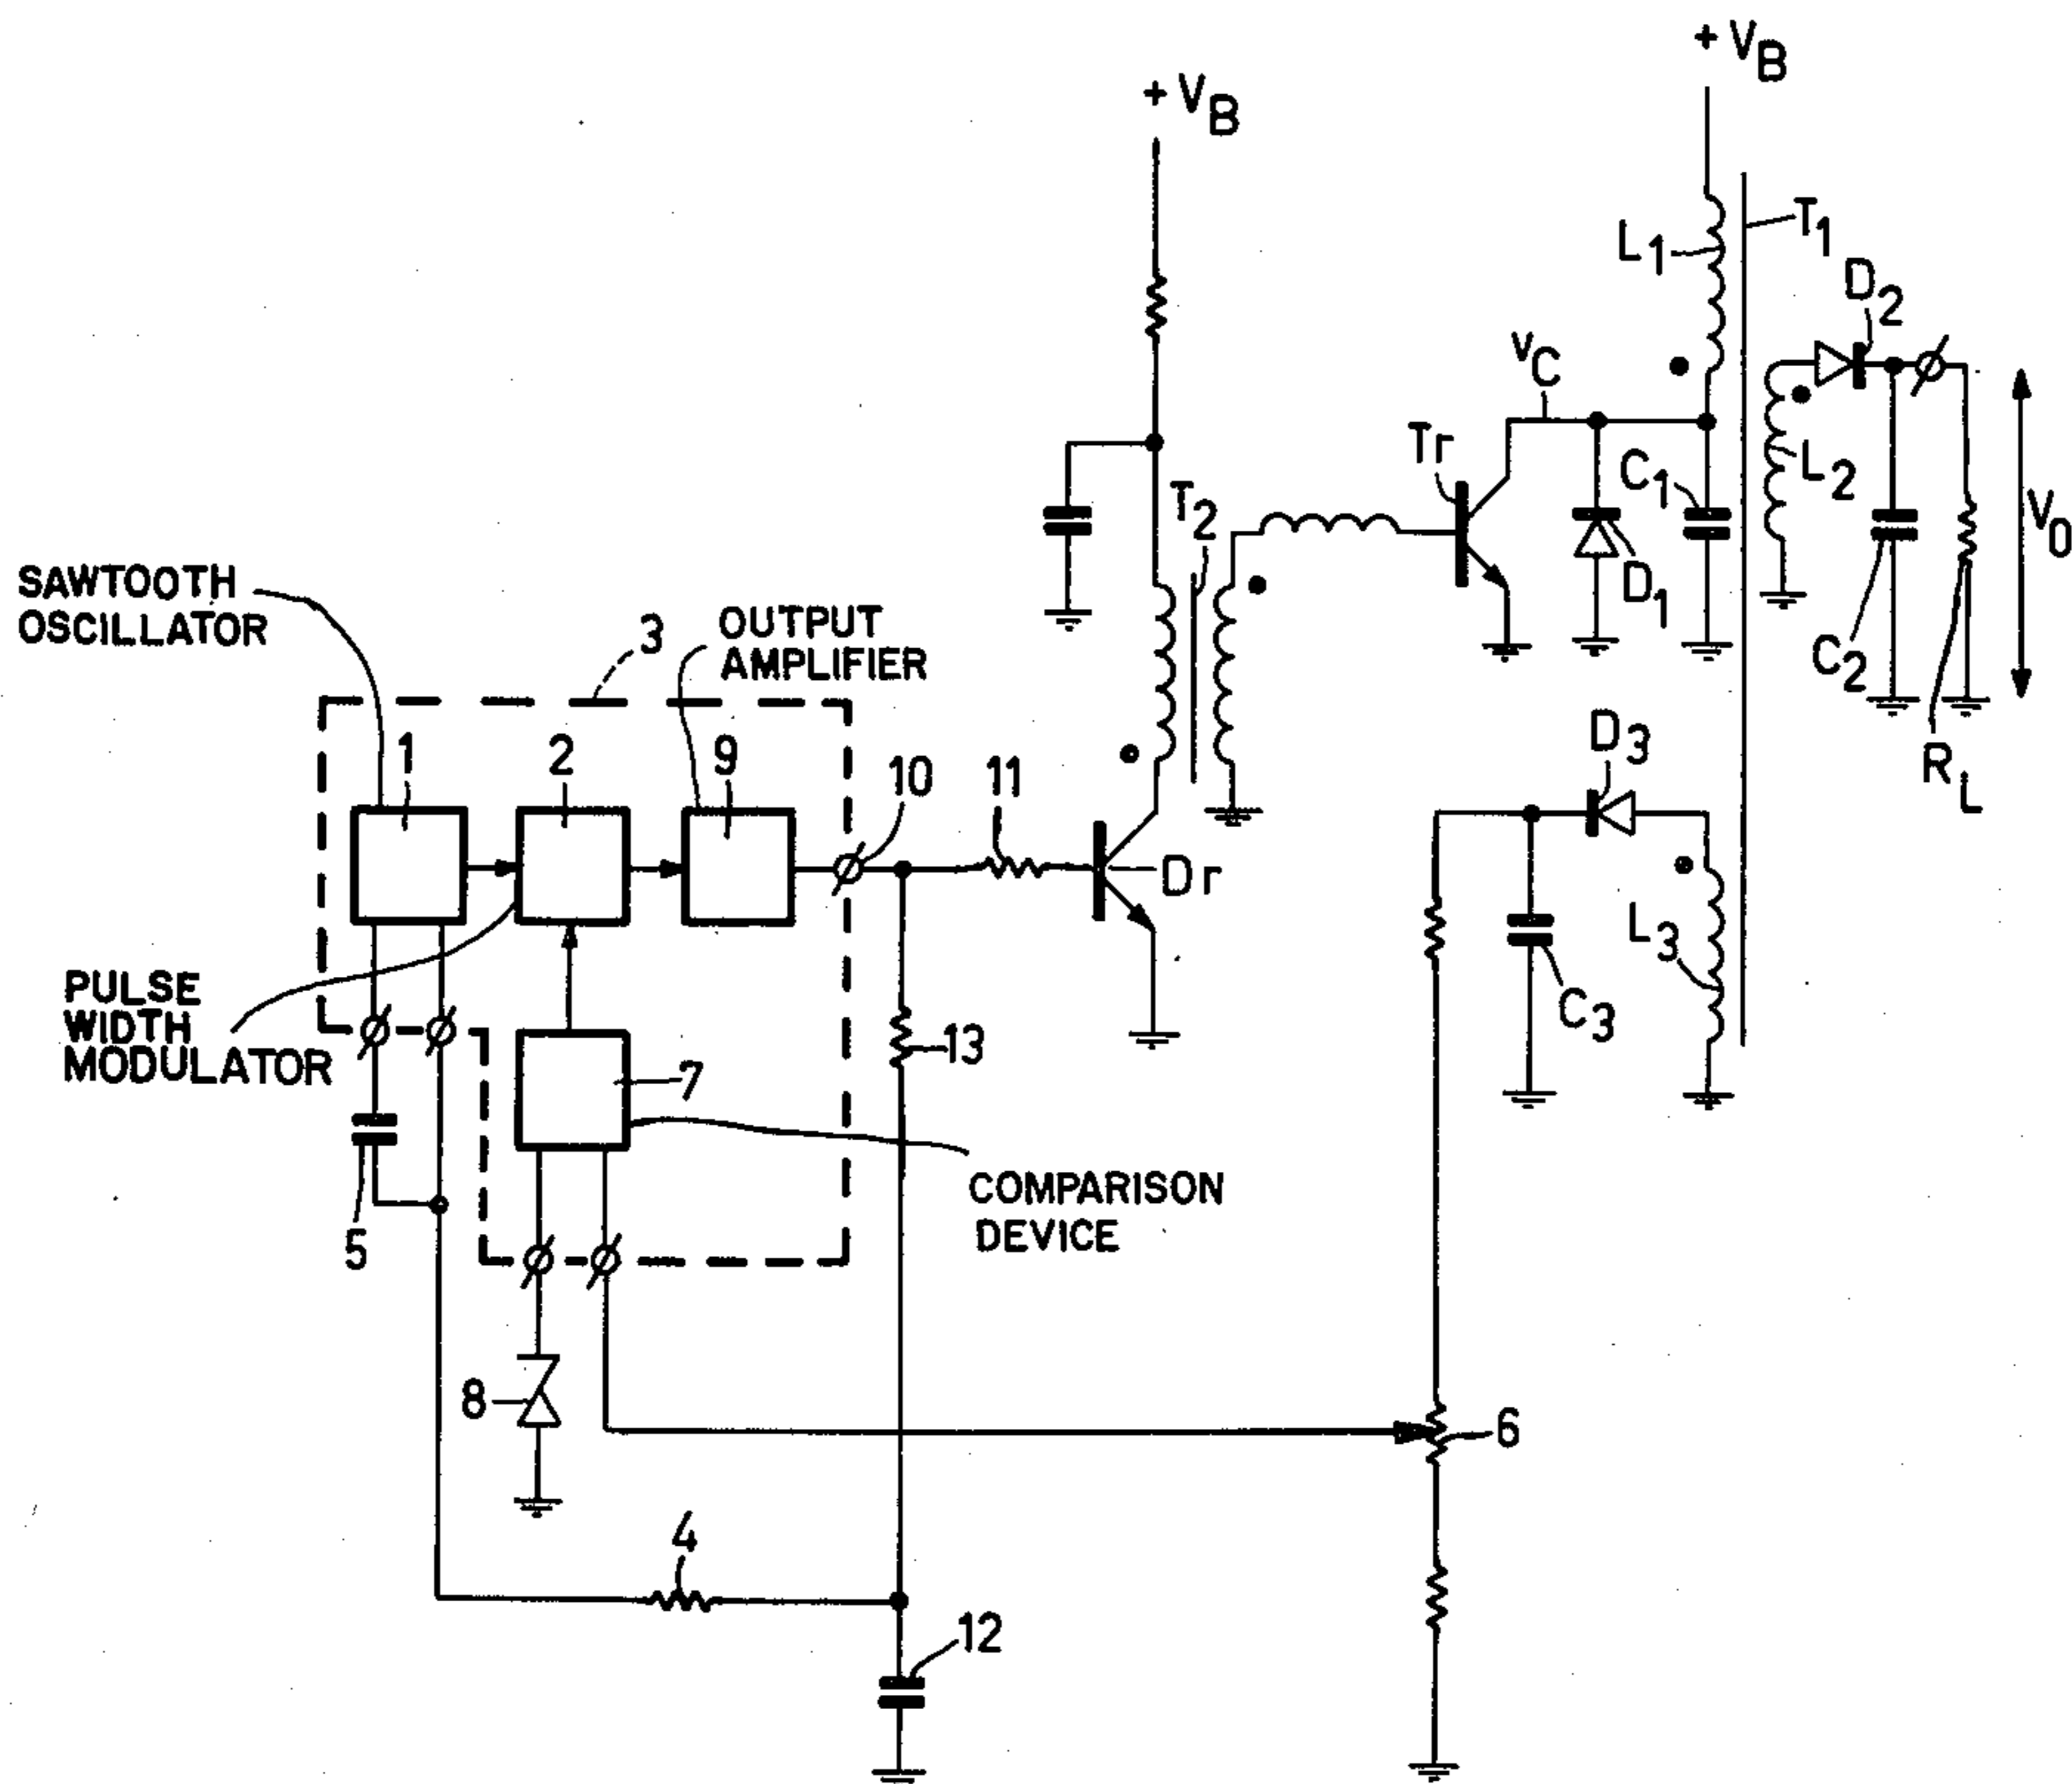 + VB
+ VB
L1
T1
D2
vC
Tr
C1
L2
T2
D1
VO
SAWTOOTH
OSCILLATOR
3
OUTPUT
AMPLIFIER
C2
RL
D3
1
2
9
10
11
Dr
L3
C3
PULSE
WIDTH
MODULATOR
13
7
5
COMPARISON
DEVICE
8
6
4
12